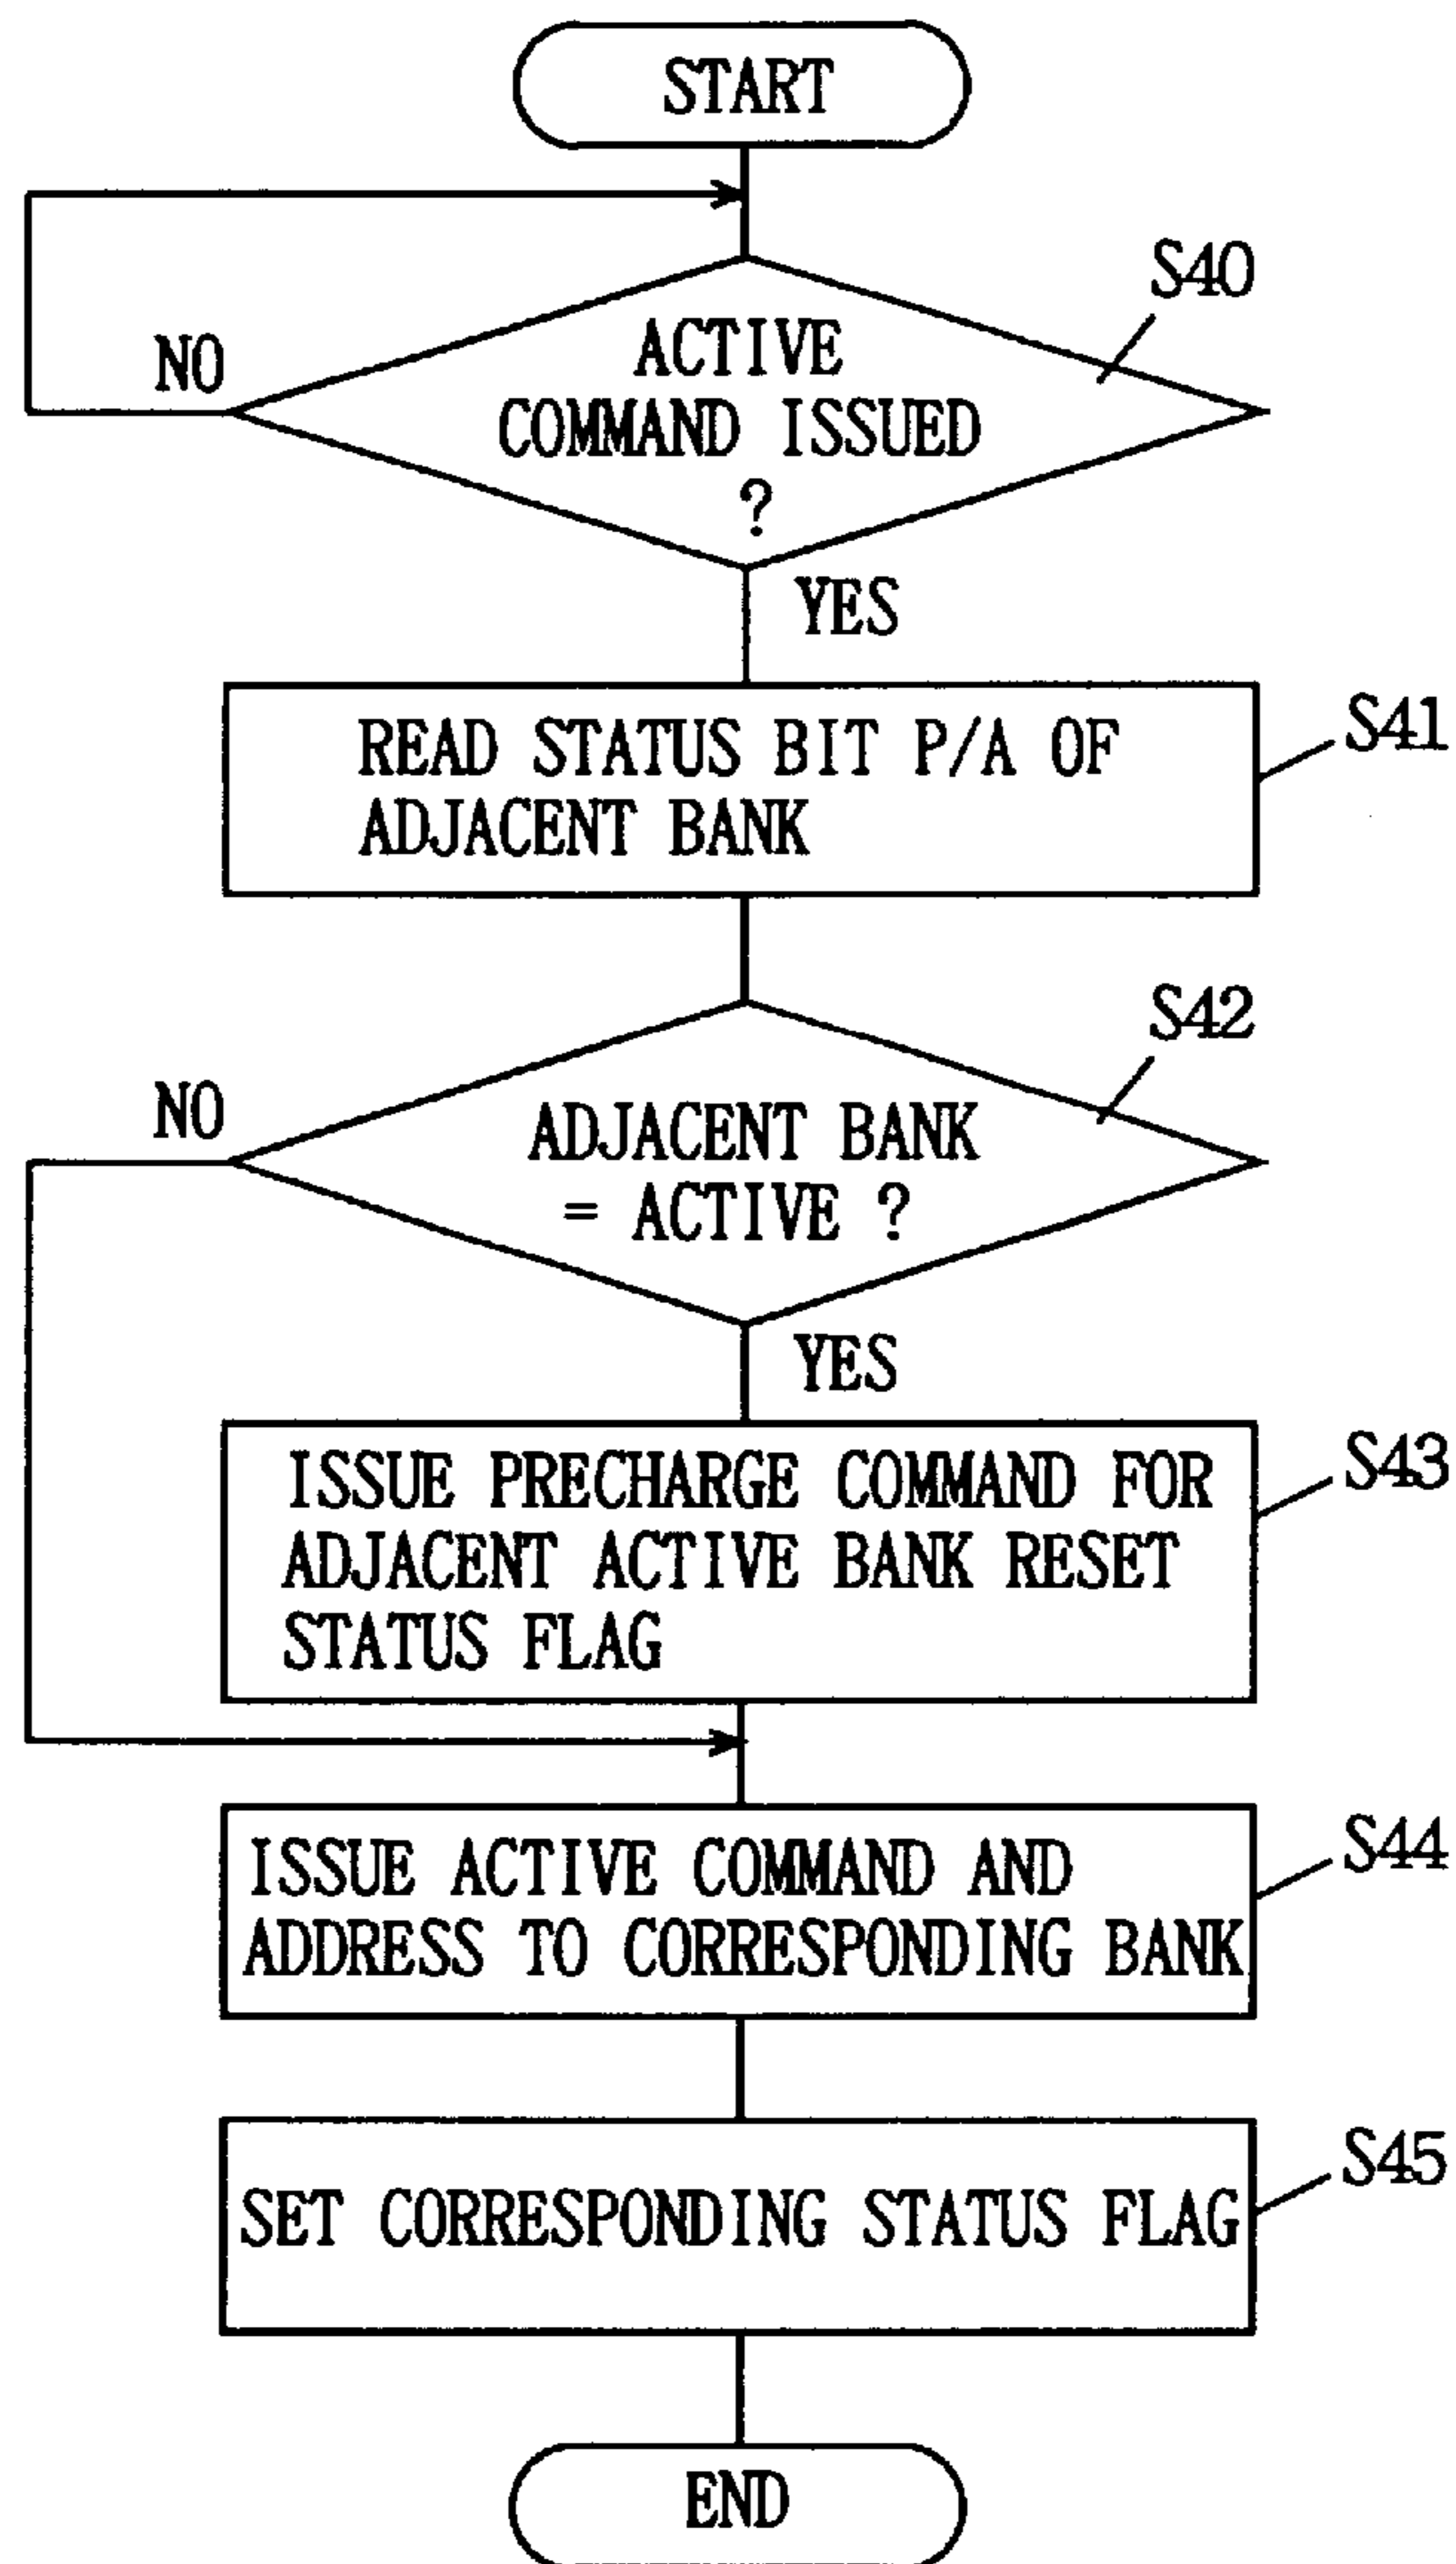 START
S40
NO
ACTIVE
COMMAND ISSUED
?
YES
S41
READ STATUS BIT P/A OF
ADJACENT BANK
S42
NO
ADJACENT BANK
= ACTIVE ?
YES
S43
ISSUE PRECHARGE COMMAND FOR
ADJACENT ACTIVE BANK RESET
STATUS FLAG
S44
ISSUE ACTIVE COMMAND AND
ADDRESS TO CORRESPONDING BANK
S45
SET CORRESPONDING STATUS FLAG
END